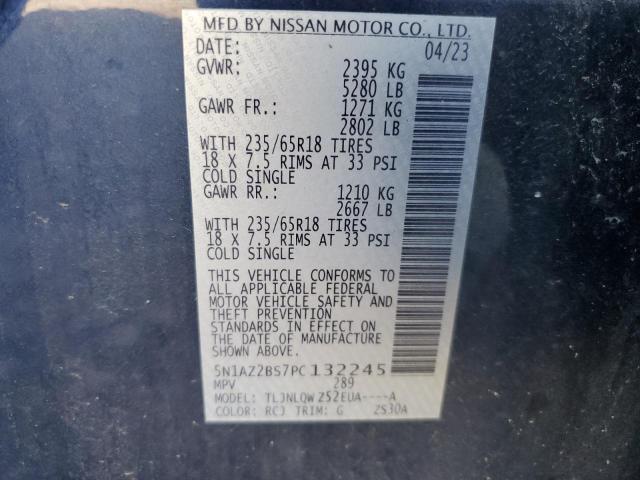 MFD BY NISSAN MOTOR CO., LTD.
DATE: 04/23
GVWR: 2395 KG
5280 LB
GAWR FR.: 1271 KG
2802 LB
WITH 235/65R18 TIRES
18 X 7.5 RIMS AT 33 PSI
COLD SINGLE
GAWR RR.: 1210 KG
2667 LB
WITH 235/65R18 TIRES
18 X 7.5 RIMS AT 33 PSI
COLD SINGLE
THIS VEHICLE CONFORMS TO
ALL APPLICABLE FEDERAL
MOTOR VEHICLE SAFETY AND
THEFT PREVENTION
STANDARDS IN EFFECT ON
THE DATE OF MANUFACTURE
SHOWN ABOVE.
5N1AZ2BS7PC132245
MPV 289
MODEL: TLJNLQW Z52EUA----A
COLOR: RCJ TRIM: G 2S30A